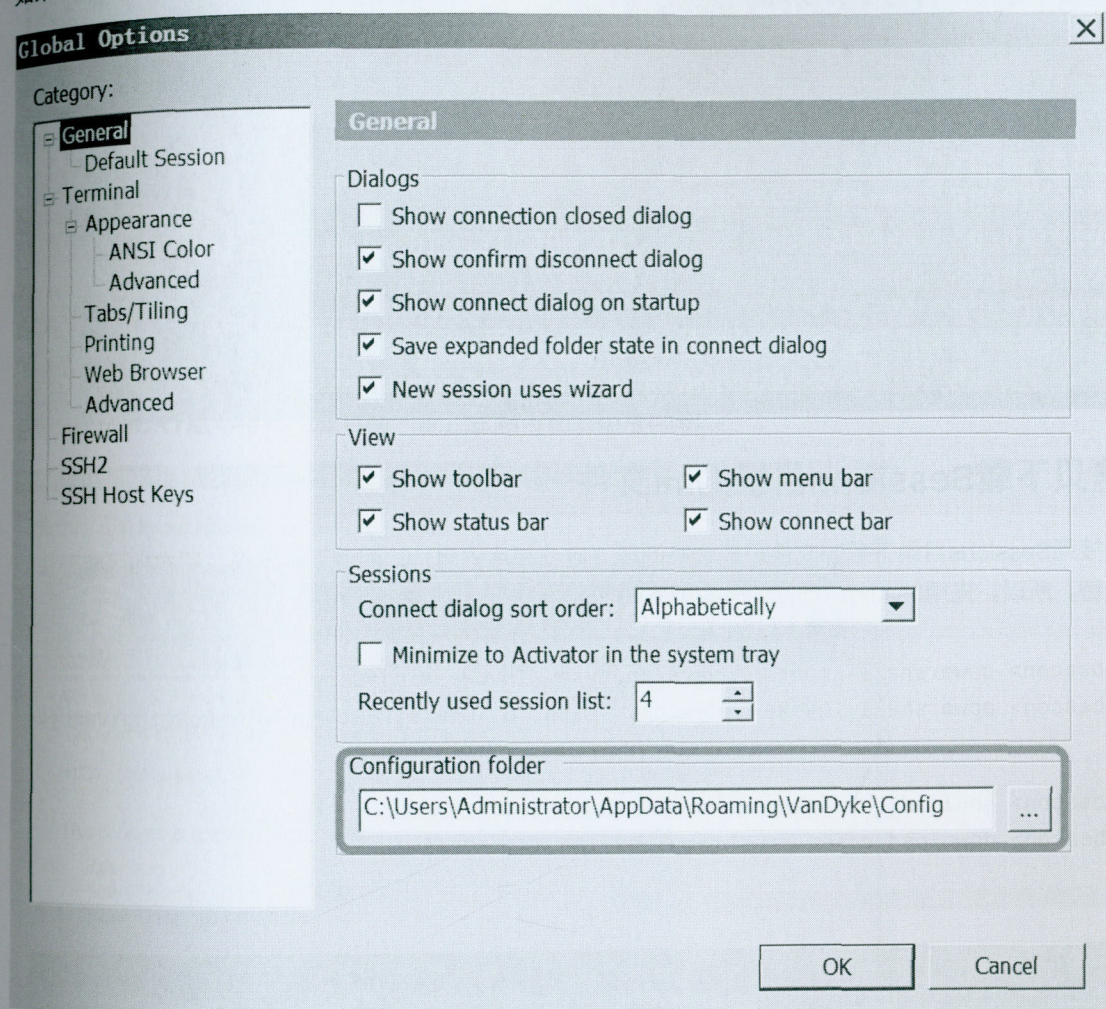 Global Options
Category:
General
Default Session
Terminal
Appearance
ANSI Color
Advanced
Tabs/Tiling
Printing
Web Browser
Advanced
Firewall
SSH2
SSH Host Keys
General
Dialogs
Show connection closed dialog
Show confirm disconnect dialog
Show connect dialog on startup
Save expanded folder state in connect dialog
New session uses wizard
View
Show toolbar
Show menu bar
Show status bar
Show connect bar
Sessions
Connect dialog sort order: Alphabetically
Minimize to Activator in the system tray
Recently used session list: 4
Configuration folder
C:\Users\Administrator\AppData\Roaming\VanDyke\Config ...
OK Cancel